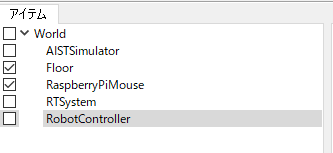 アイテム
World
AISTSimulator
Floor
RaspberryPiMouse
RTSystem
RobotController